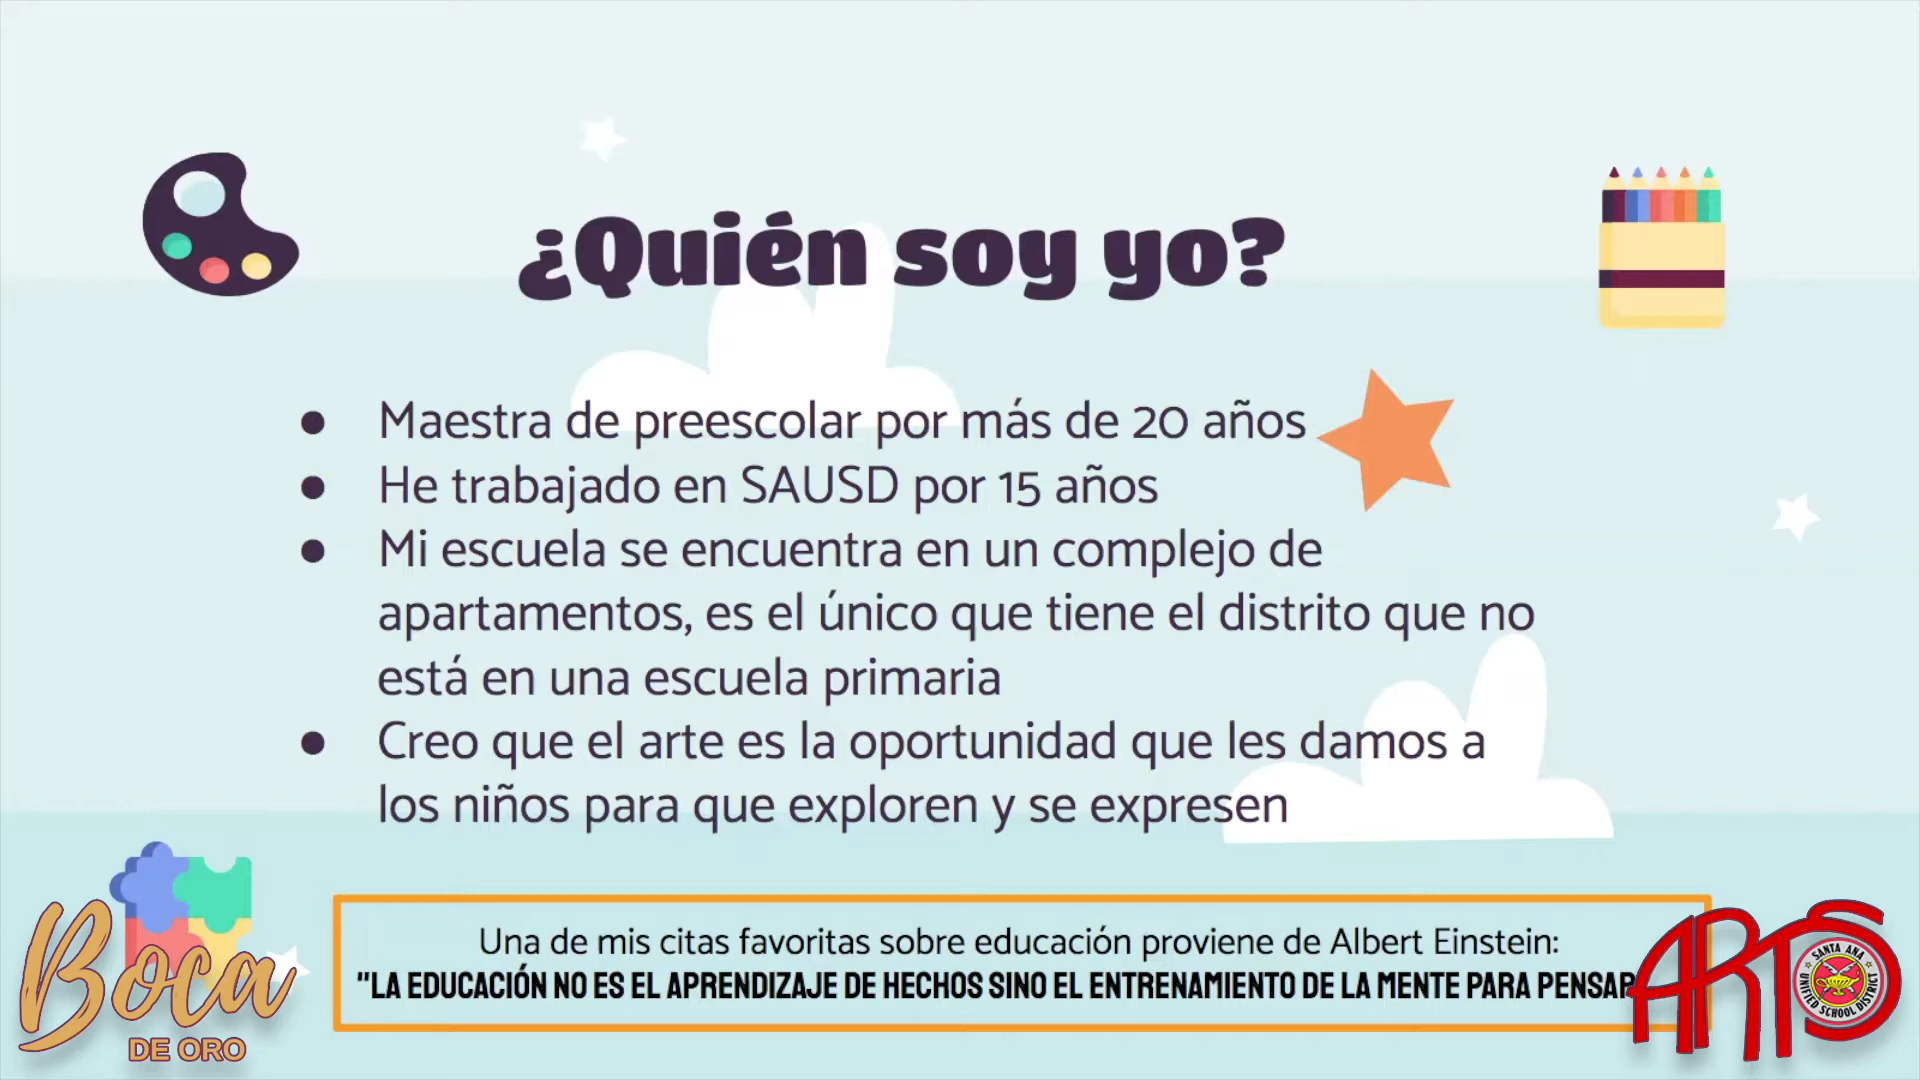 ¿Quién soy yo?
● Maestra de preescolar por más de 20 años
● He trabajado en SAUSD por 15 años
● Mi escuela se encuentra en un complejo de
apartamentos, es el único que tiene el distrito que no
está en una escuela primaria
● Creo que el arte es la oportunidad que les damos a
los niños para que exploren y se expresen
Una de mis citas favoritas sobre educación proviene de Albert Einstein:
"LA EDUCACIÓN NO ES EL APRENDIZAJE DE HECHOS SINO EL ENTRENAMIENTO DE LA MENTE PARA PENSAR
Boca
DE ORO
ARTS
SANTA ANA
UNIFIED SCHOOL DISTRICT